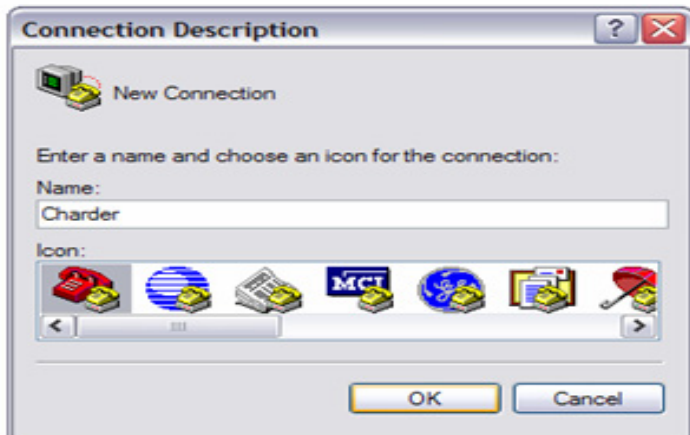 Connection Description
New Connection
Enter a name and choose an icon for the connection:
Name:
Charder
Icon:
MCI
OK
Cancel